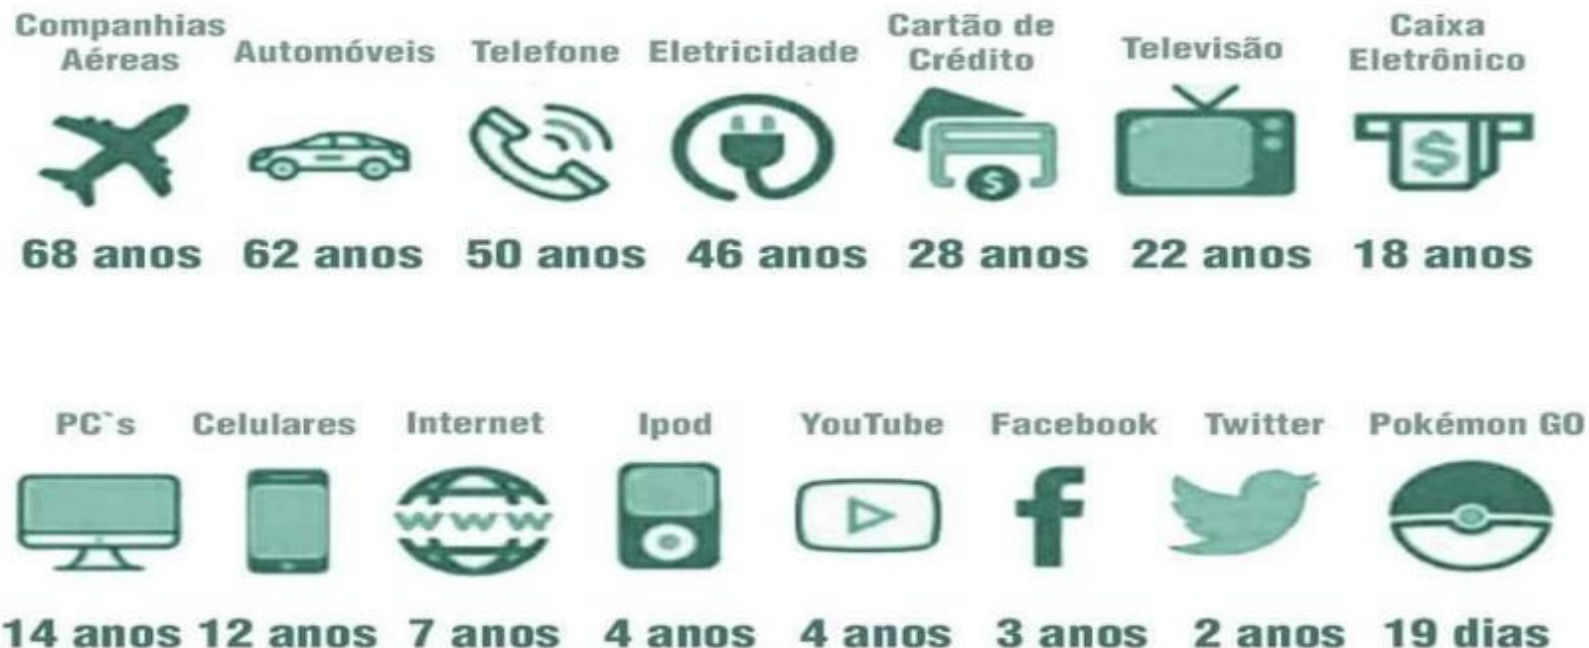 Companhias Aéreas
Automóveis
Telefone
Eletricidade
Cartão de Crédito
Televisão
Caixa Eletrônico
$
$
68 anos
62 anos
50 anos
46 anos
28 anos
22 anos
18 anos
PC`s
Celulares
Internet
Ipod
YouTube
Facebook
Twitter
Pokémon GO
WWW
f
14 anos
12 anos
7 anos
4 anos
4 anos
3 anos
2 anos
19 dias